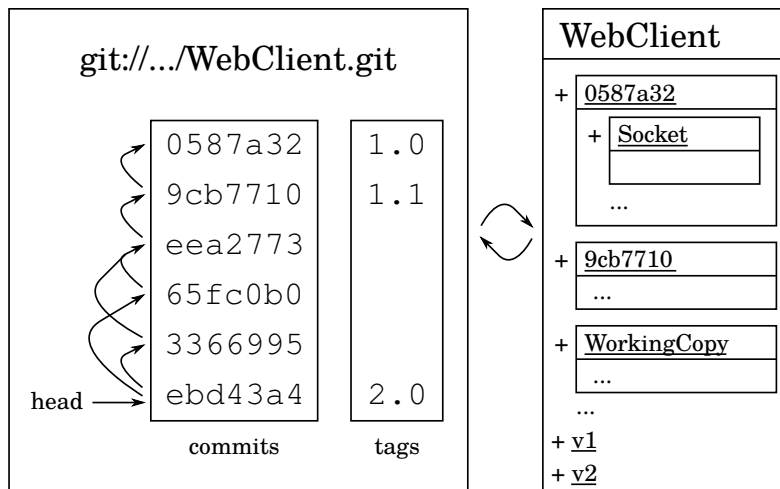 git://.../WebClient.git
0587a32 1.0
9cb7710 1.1
eea2773
65fc0b0
3366995
head ebd43a4 2.0
commits tags
WebClient
+ 0587a32
+ Socket
...
+ 9cb7710
...
+ WorkingCopy
...
...
+ v1
+ v2